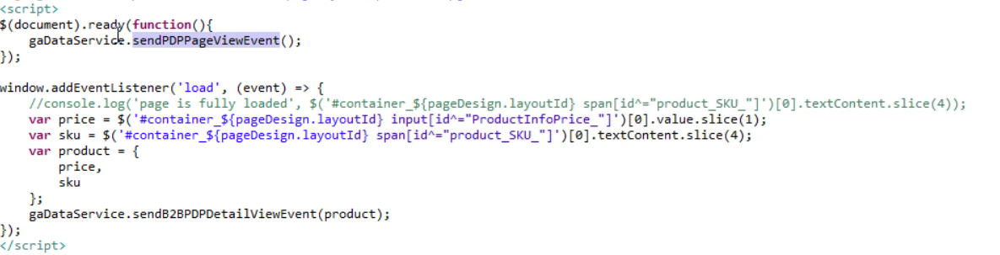 <script>
$(document).ready(function(){
gaDataService.sendPDPPageViewEvent();
});
window.addEventListener('load', (event) => {
//console.log('page is fully loaded', $('#container_${pageDesign.layoutId} span[id^="product_SKU_"]')[0].textContent.slice(4));
var price = $('#container_${pageDesign.layoutId} input[id^="ProductInfoPrice_"]')[0].value.slice(1);
var sku = $('#container_${pageDesign.layoutId} span[id^="product_SKU_"]')[0].textContent.slice(4);
var product = {
price,
sku
};
gaDataService.sendB2BPDPDetailViewEvent(product);
});
</script>